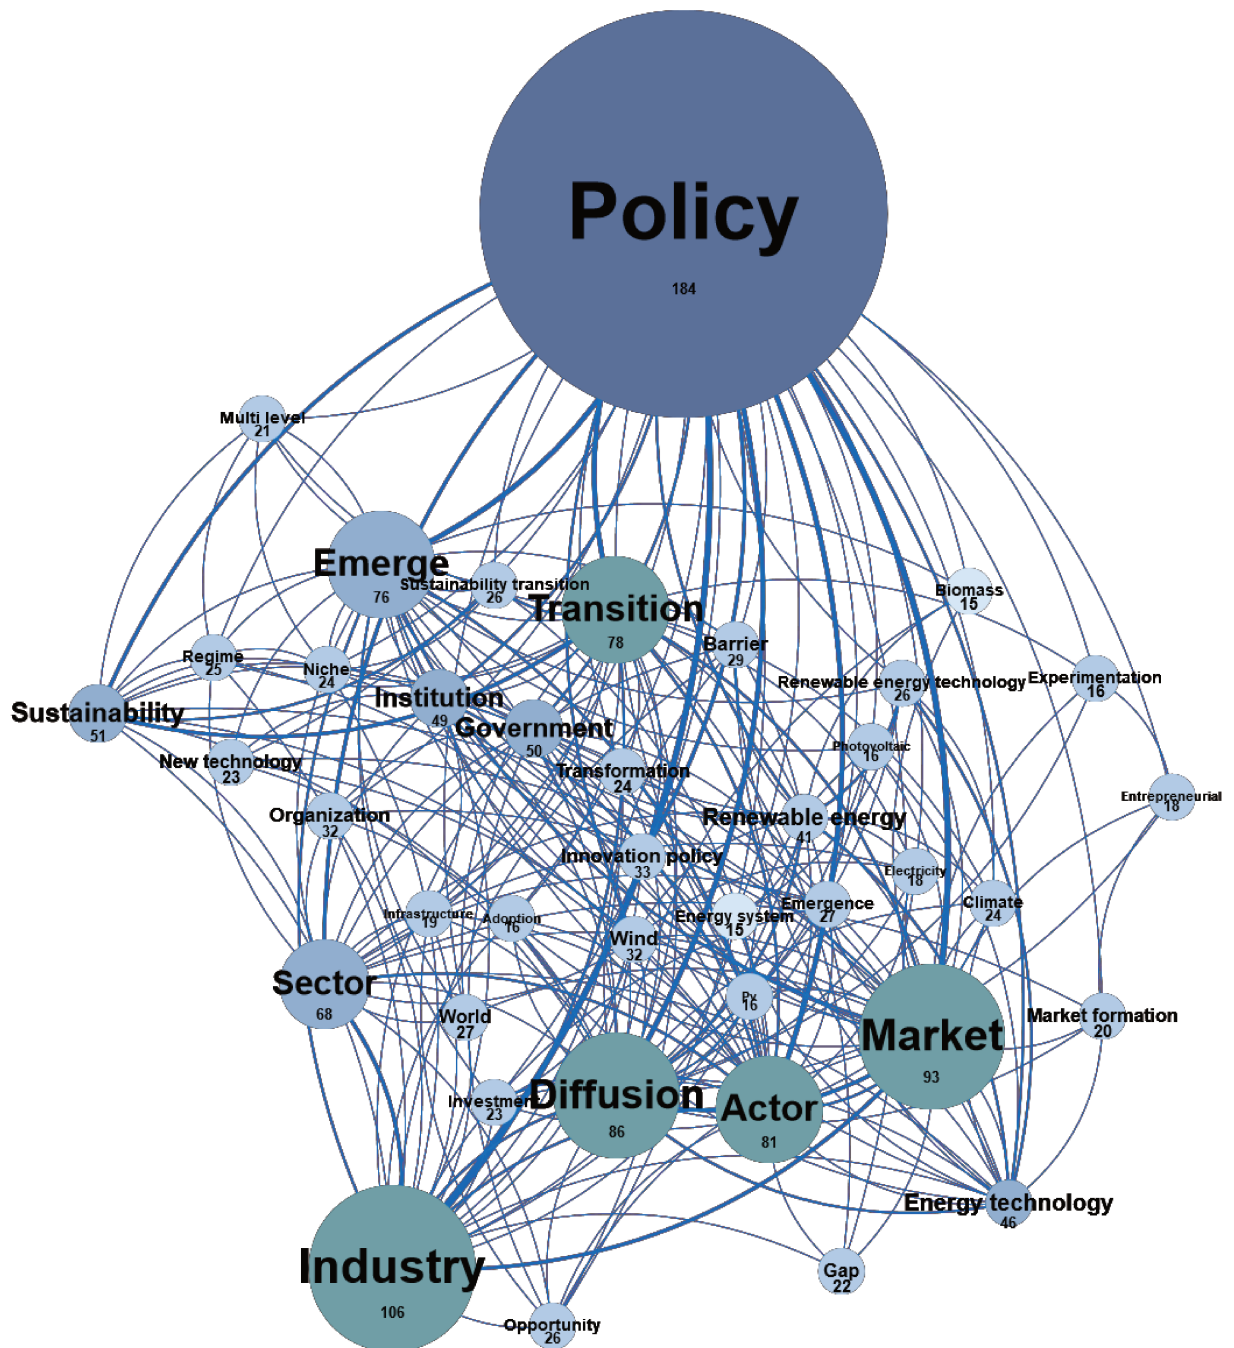 Policy
184
Multi level
21
Emerge
76
Sustainability transition
26
Transition
78
Biomass
15
Barrier
29
Regime
25
Niche
24
Renewable energy technology
26
Experimentation
16
Institution
49
Sustainability
51
Government
50
Photovoltaic
16
New technology
23
Transformation
24
Entrepreneurial
18
Organization
32
Renewable energy
41
Innovation policy
33
Electricity
18
Infrastructure
19
Adoption
16
Energy system
15
Emergence
27
Climate
24
Wind
32
Sector
68
Pv
16
World
27
Market
93
Market formation
20
Investment
23
Diffusion
86
Actor
81
Energy technology
46
Industry
106
Gap
22
Opportunity
26